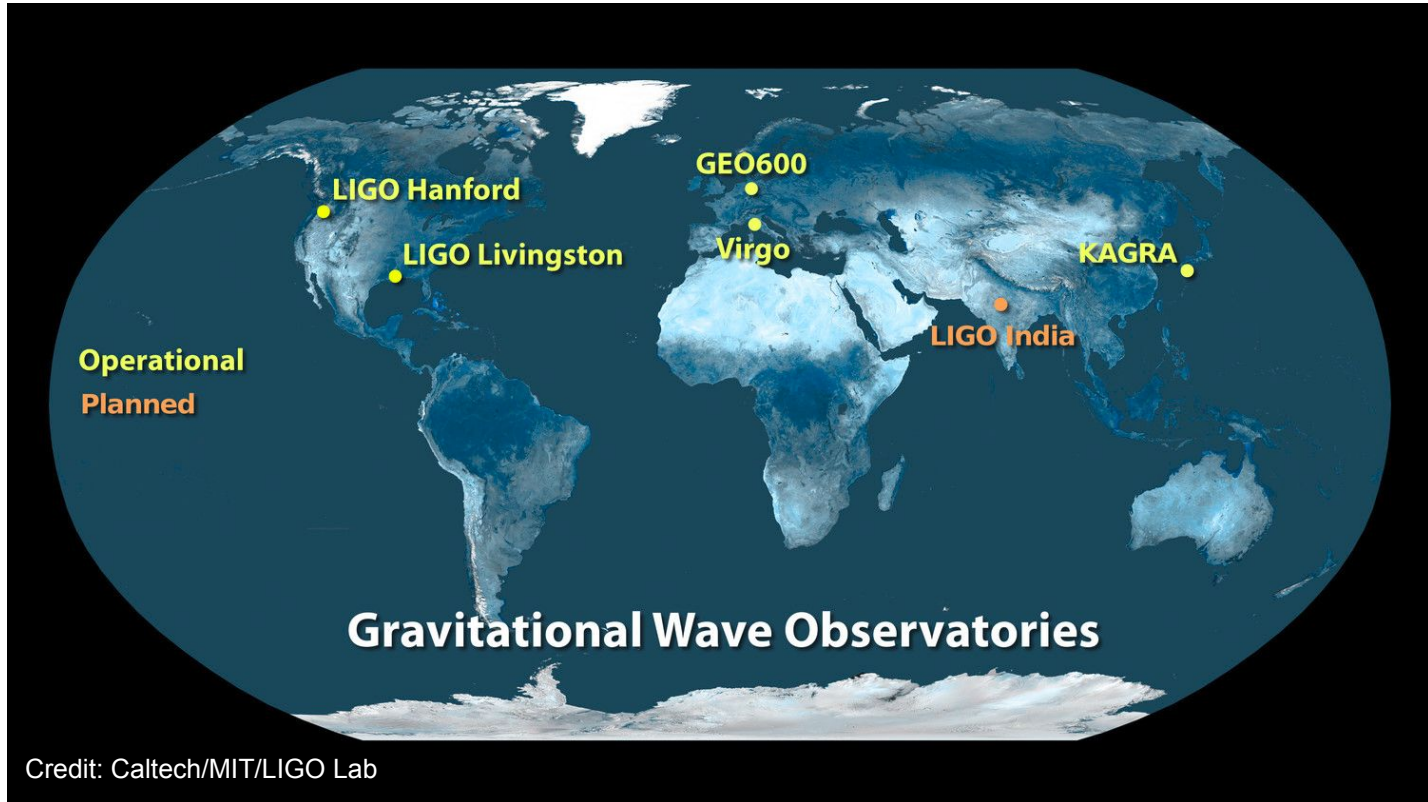 GEO600
LIGO Hanford
LIGO Livingston
Virgo
KAGRA
LIGO India
Operational
Planned
Gravitational Wave Observatories
Credit: Caltech/MIT/LIGO Lab